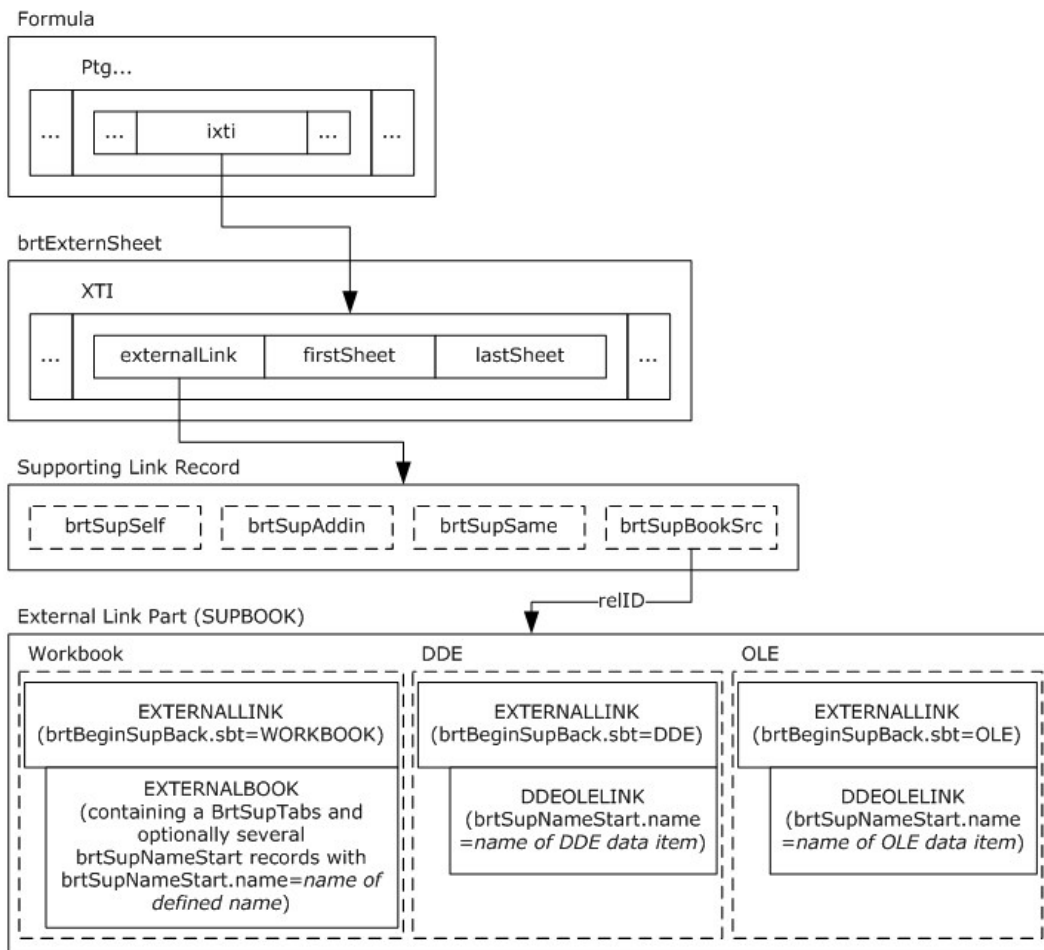 Formula
Ptg...
...
...
ixti
...
...
brtExternSheet
XTI
...
externalLink
firstSheet
lastSheet
...
Supporting Link Record
brtSupSelf
brtSupAddin
brtSupSame
brtSupBookSrc
relID
External Link Part (SUPBOOK)
Workbook
EXTERNALLINK
(brtBeginSupBack.sbt=WORKBOOK)
EXTERNALBOOK
(containing a BrtSupTabs and
optionally several
brtSupNameStart records with
brtSupNameStart.name=name of
defined name)
DDE
EXTERNALLINK
(brtBeginSupBack.sbt=DDE)
DDEOLELINK
(brtSupNameStart.name
=name of DDE data item)
OLE
EXTERNALLINK
(brtBeginSupBack.sbt=OLE)
DDEOLELINK
(brtSupNameStart.name
=name of OLE data item)